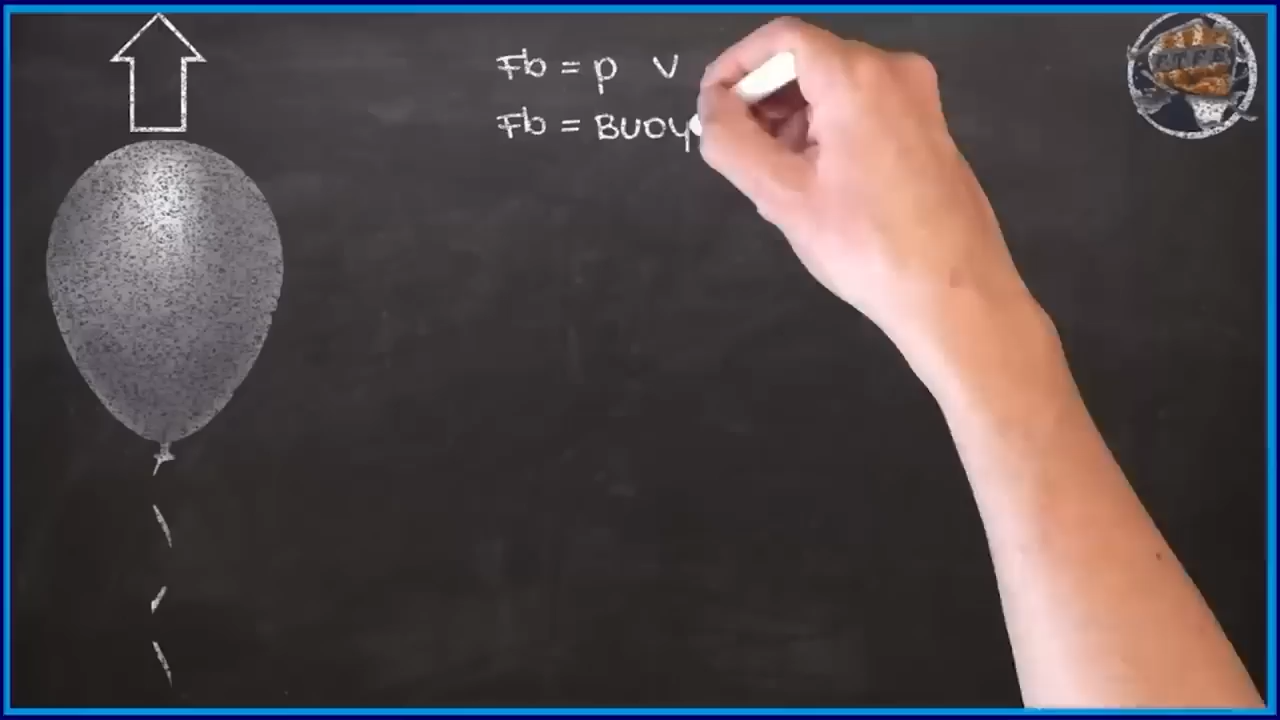 Fb = p V
Fb = BUOY